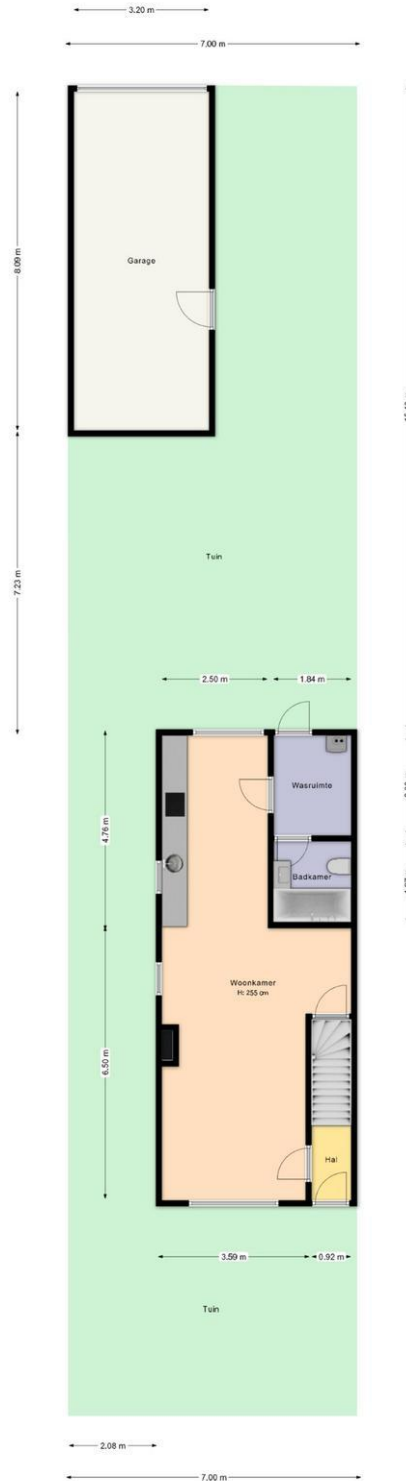 3.20 m
7.00 m
8.09 m
Garage
7.23 m
Tuin
2.50 m
1.84 m
4.76 m
Wasruimte
Badkamer
Woonkamer
H: 255 cm
6.50 m
Hal
3.59 m
0.92 m
Tuin
2.08 m
7.00 m